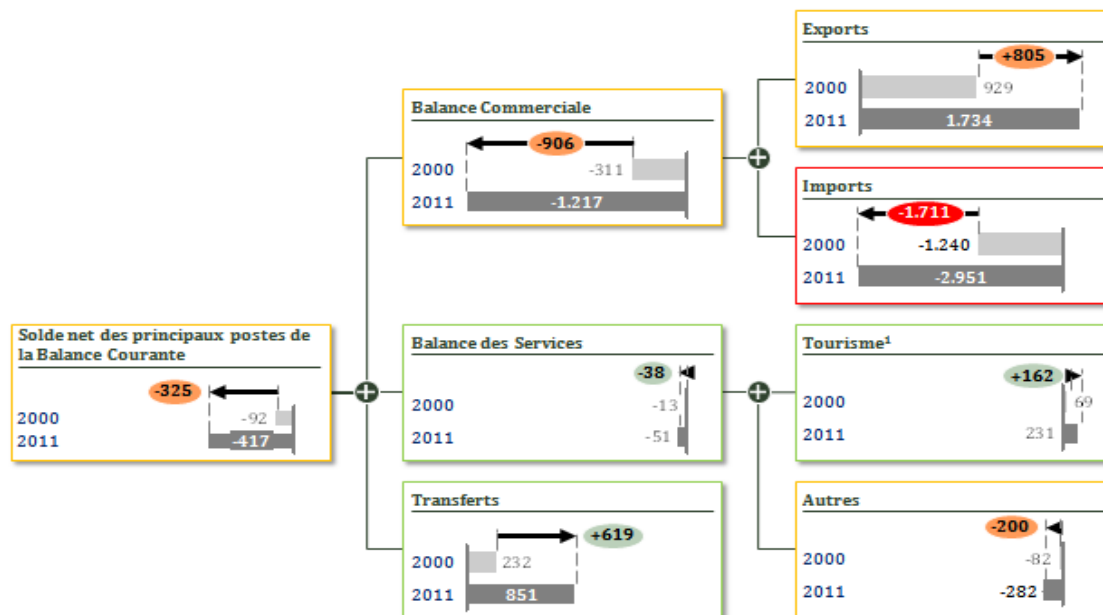 Exports
+805
2000 929
2011 1.734
Balance Commerciale
-906
2000 -311
2011 -1.217
Imports
-1.711
2000 -1.240
2011 -2.951
Solde net des principaux postes de
la Balance Courante
-325
2000 -92
2011 -417
Balance des Services
-38
2000 -13
2011 -51
Tourisme¹
+162
2000 69
2011 231
Transferts
+619
2000 232
2011 851
Autres
-200
2000 -82
2011 -282